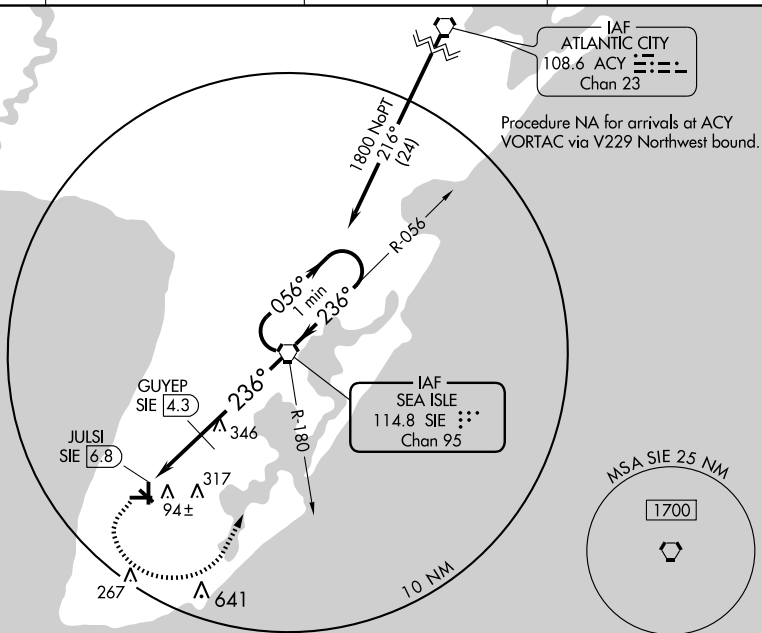 IAF
ATLANTIC CITY
108.6 ACY
Chan 23
Procedure NA for arrivals at ACY
VORTAC via V229 Northwest bound.
1800 NoPT
216°
(24)
R-056
056°
1 min
236°
236°
IAF
SEA ISLE
114.8 SIE
Chan 95
R-180
GUYEP
SIE 4.3
346
JULSI
SIE 6.8
317
94±
267
641
10 NM
MSA SIE 25 NM
1700